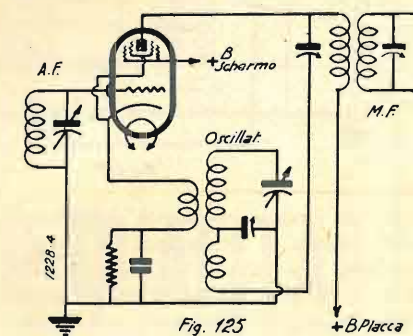 A.F.
+B
Schermo
Oscillat.
M.F.
1228.4
Fig. 125
+B Placca